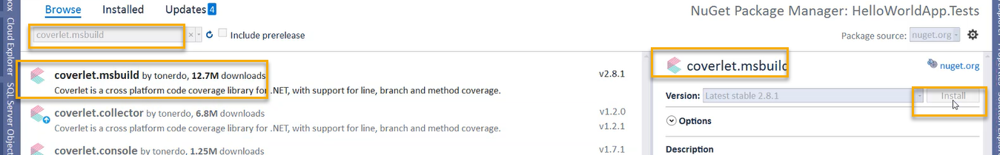 Browse Installed Updates 4
NuGet Package Manager: HelloWorldApp.Tests
coverlet.msbuild
Include prerelease
Package source: nuget.org
Cloud Explorer
SQL Server Object
coverlet.msbuild by tonerdo, 12.7M downloads
v2.8.1
Coverlet is a cross platform code coverage library for .NET, with support for line, branch and method coverage.
coverlet.collector by tonerdo, 6.8M downloads
v1.2.0
Coverlet is a cross platform code coverage library for .NET, with support for line, branch and method coverage.
v1.2.1
coverlet.console by tonerdo, 1.25M downloads
v1.7.1
coverlet.msbuild
nuget.org
Version: Latest stable 2.8.1
Install
Options
Description